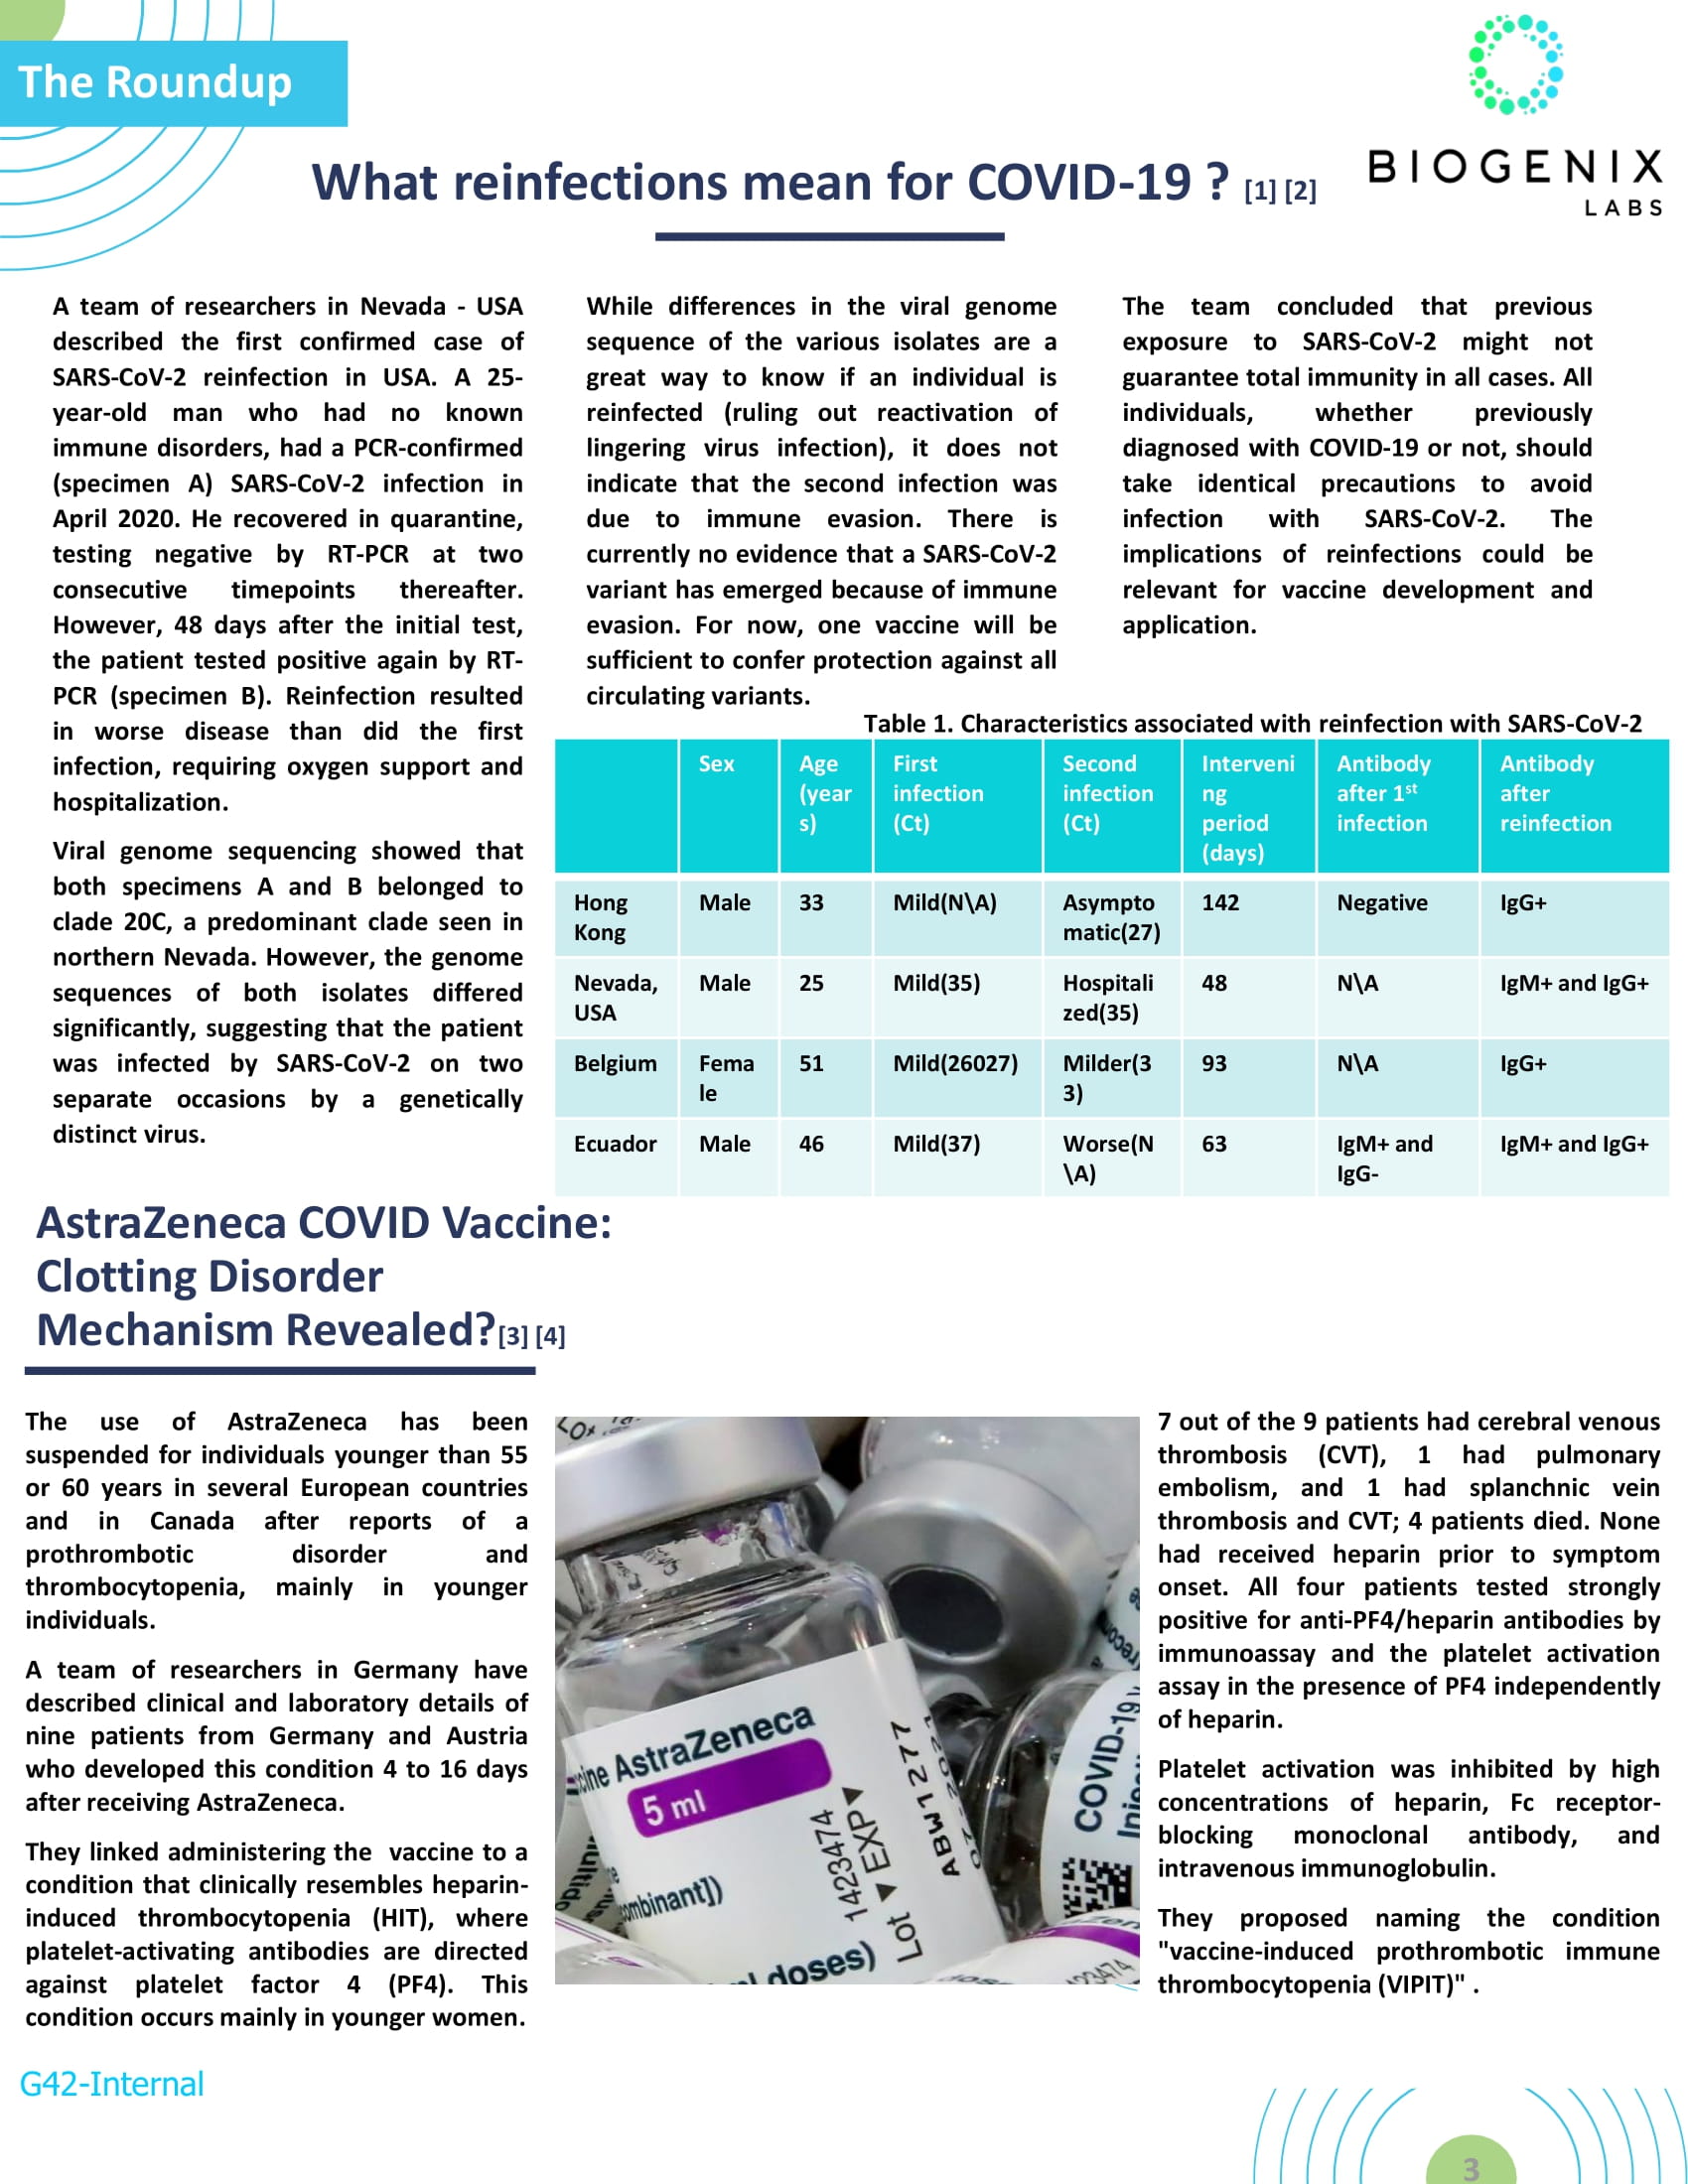 The Roundup
BIOGENIX
LABS
What reinfections mean for COVID-19 ? [1] [2]
A team of researchers in Nevada - USA
described the first confirmed case of
SARS-CoV-2 reinfection in USA. A 25-
year-old man who had no known
immune disorders, had a PCR-confirmed
(specimen A) SARS-CoV-2 infection in
April 2020. He recovered in quarantine,
testing negative by RT-PCR at two
consecutive timepoints thereafter.
However, 48 days after the initial test,
the patient tested positive again by RT-
PCR (specimen B). Reinfection resulted
in worse disease than did the first
infection, requiring oxygen support and
hospitalization.
Viral genome sequencing showed that
both specimens A and B belonged to
clade 20C, a predominant clade seen in
northern Nevada. However, the genome
sequences of both isolates differed
significantly, suggesting that the patient
was infected by SARS-CoV-2 on two
separate occasions by a genetically
distinct virus.
While differences in the viral genome
sequence of the various isolates are a
great way to know if an individual is
reinfected (ruling out reactivation of
lingering virus infection), it does not
indicate that the second infection was
due to immune evasion. There is
currently no evidence that a SARS-CoV-2
variant has emerged because of immune
evasion. For now, one vaccine will be
sufficient to confer protection against all
circulating variants.
The team concluded that previous
exposure to SARS-CoV-2 might not
guarantee total immunity in all cases. All
individuals, whether previously
diagnosed with COVID-19 or not, should
take identical precautions to avoid
infection with SARS-CoV-2. The
implications of reinfections could be
relevant for vaccine development and
application.
Table 1. Characteristics associated with reinfection with SARS-CoV-2
Sex
Age
(year
s)
First
infection
(Ct)
Second
infection
(Ct)
Interveni
ng
period
(days)
Antibody
after 1st
infection
Antibody
after
reinfection
Hong
Kong
Male
33
Mild(N\A)
Asympto
matic(27)
142
Negative
IgG+
Nevada,
USA
Male
25
Mild(35)
Hospitali
zed(35)
48
N\A
IgM+ and IgG+
Belgium
Fema
le
51
Mild(26027)
Milder(3
3)
93
N\A
IgG+
Ecuador
Male
46
Mild(37)
Worse(N
\A)
63
IgM+ and
IgG-
IgM+ and IgG+
AstraZeneca COVID Vaccine:
Clotting Disorder
Mechanism Revealed?[3] [4]
The use of AstraZeneca has been
suspended for individuals younger than 55
or 60 years in several European countries
and in Canada after reports of a
prothrombotic disorder and
thrombocytopenia, mainly in younger
individuals.
A team of researchers in Germany have
described clinical and laboratory details of
nine patients from Germany and Austria
who developed this condition 4 to 16 days
after receiving AstraZeneca.
They linked administering the vaccine to a
condition that clinically resembles heparin-
induced thrombocytopenia (HIT), where
platelet-activating antibodies are directed
against platelet factor 4 (PF4). This
condition occurs mainly in younger women.
AstraZeneca
5 ml
ombinant])
doses)
1423474
Lot EXP
ABW1277
COVID-19
7 out of the 9 patients had cerebral venous
thrombosis (CVT), 1 had pulmonary
embolism, and 1 had splanchnic vein
thrombosis and CVT; 4 patients died. None
had received heparin prior to symptom
onset. All four patients tested strongly
positive for anti-PF4/heparin antibodies by
immunoassay and the platelet activation
assay in the presence of PF4 independently
of heparin.
Platelet activation was inhibited by high
concentrations of heparin, Fc receptor-
blocking monoclonal antibody, and
intravenous immunoglobulin.
They proposed naming the condition
"vaccine-induced prothrombotic immune
thrombocytopenia (VIPIT)" .
G42-Internal
3